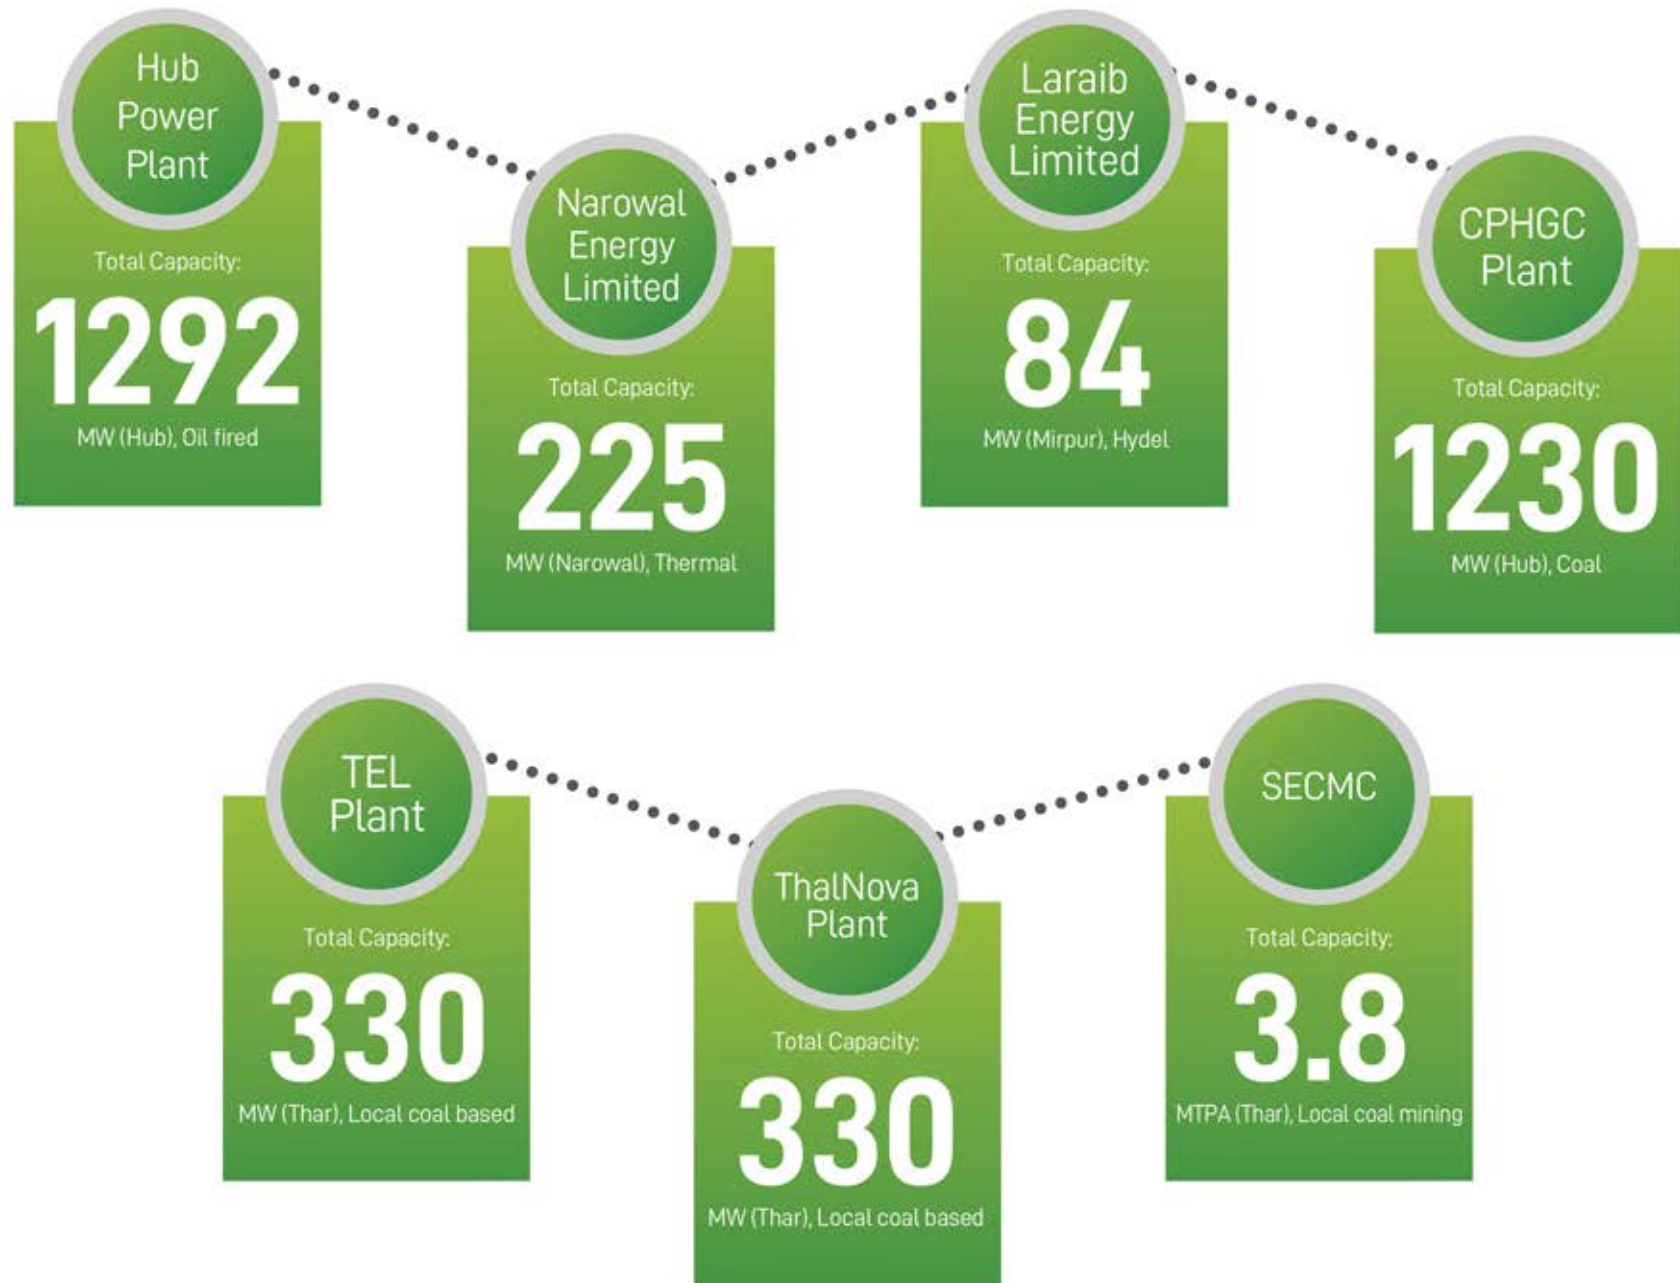 Hub
Power
Plant
Total Capacity:
1292
MW (Hub), Oil fired
Narowal
Energy
Limited
Total Capacity:
225
MW (Narowal), Thermal
Laraib
Energy
Limited
Total Capacity:
84
MW (Mirpur), Hydel
CPHGC
Plant
Total Capacity:
1230
MW (Hub), Coal
TEL
Plant
Total Capacity:
330
MW (Thar), Local coal based
ThalNova
Plant
Total Capacity:
330
MW (Thar), Local coal based
SECMC
Total Capacity:
3.8
MTPA (Thar), Local coal mining